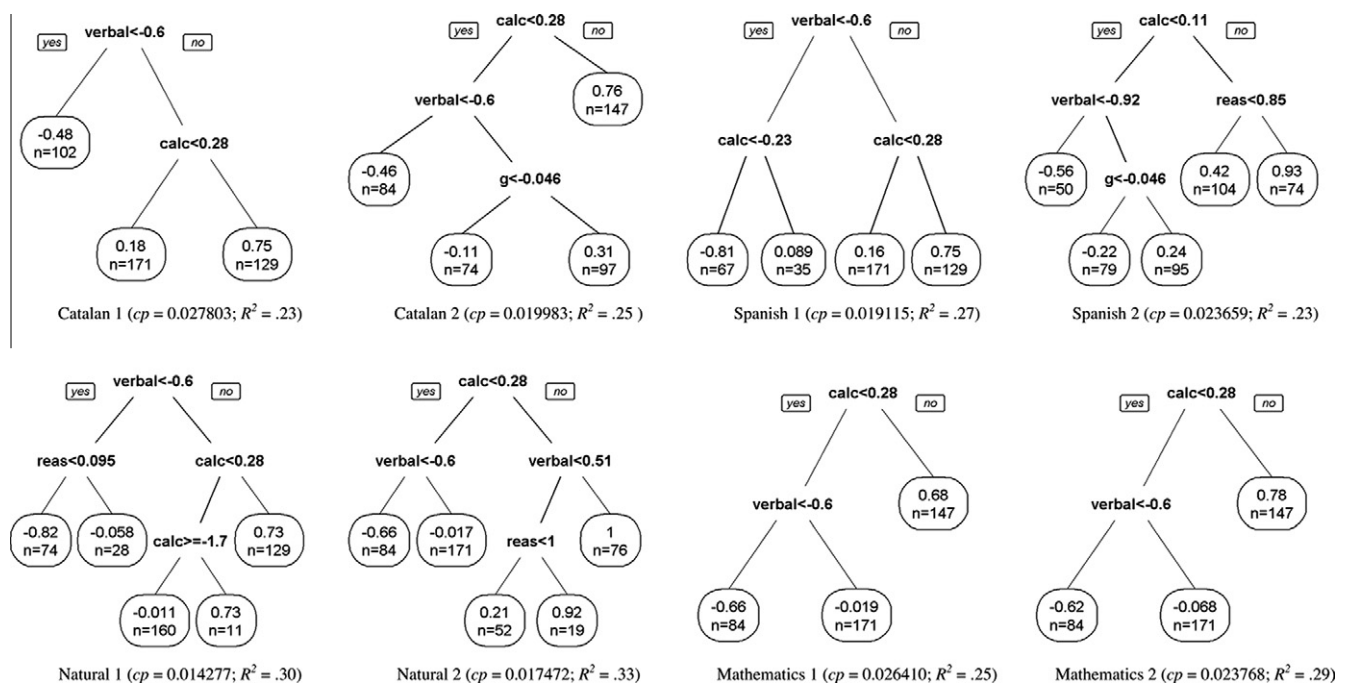 verbal<-0.6
yes no
-0.48
n=102
calc<0.28
0.18
n=171
0.75
n=129
Catalan 1 (cp = 0.027803; R² = .23)
calc<0.28
yes no
verbal<-0.6
0.76
n=147
-0.46
n=84
g<-0.046
-0.11
n=74
0.31
n=97
Catalan 2 (cp = 0.019983; R² = .25 )
verbal<-0.6
yes no
calc<-0.23
calc<0.28
-0.81
n=67
0.089
n=35
0.16
n=171
0.75
n=129
Spanish 1 (cp = 0.019115; R² = .27)
calc<0.11
yes no
verbal<-0.92
reas<0.85
-0.56
n=50
g<-0.046
0.42
n=104
0.93
n=74
-0.22
n=79
0.24
n=95
Spanish 2 (cp = 0.023659; R² = .23)
verbal<-0.6
yes no
reas<0.095
calc<0.28
-0.82
n=74
-0.058
n=28
calc>=-1.7
0.73
n=129
-0.011
n=160
0.73
n=11
Natural 1 (cp = 0.014277; R² = .30)
calc<0.28
yes no
verbal<-0.6
verbal<0.51
-0.66
n=84
-0.017
n=171
reas<1
1
n=76
0.21
n=52
0.92
n=19
Natural 2 (cp = 0.017472; R² = .33)
calc<0.28
yes no
verbal<-0.6
0.68
n=147
-0.66
n=84
-0.019
n=171
Mathematics 1 (cp = 0.026410; R² = .25)
calc<0.28
yes no
verbal<-0.6
0.78
n=147
-0.62
n=84
-0.068
n=171
Mathematics 2 (cp = 0.023768; R² = .29)